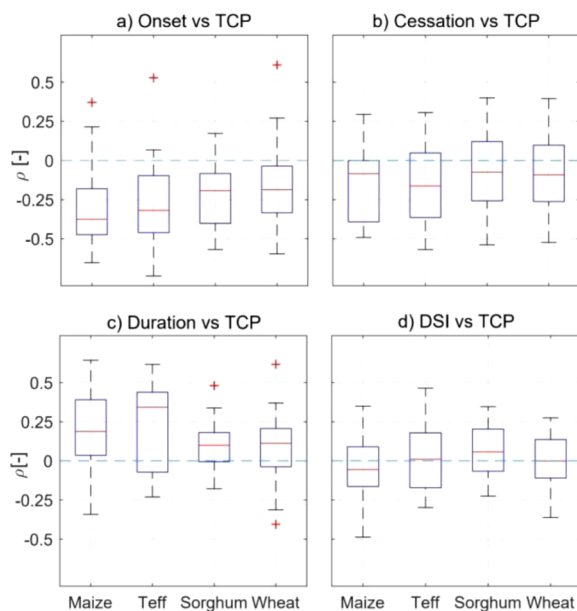 a) Onset vs TCP
b) Cessation vs TCP
0.5
0.25
0
-0.25
-0.5
ρ [-]
c) Duration vs TCP
d) DSI vs TCP
0.5
0.25
0
-0.25
-0.5
ρ [-]
Maize Teff Sorghum Wheat
Maize Teff Sorghum Wheat